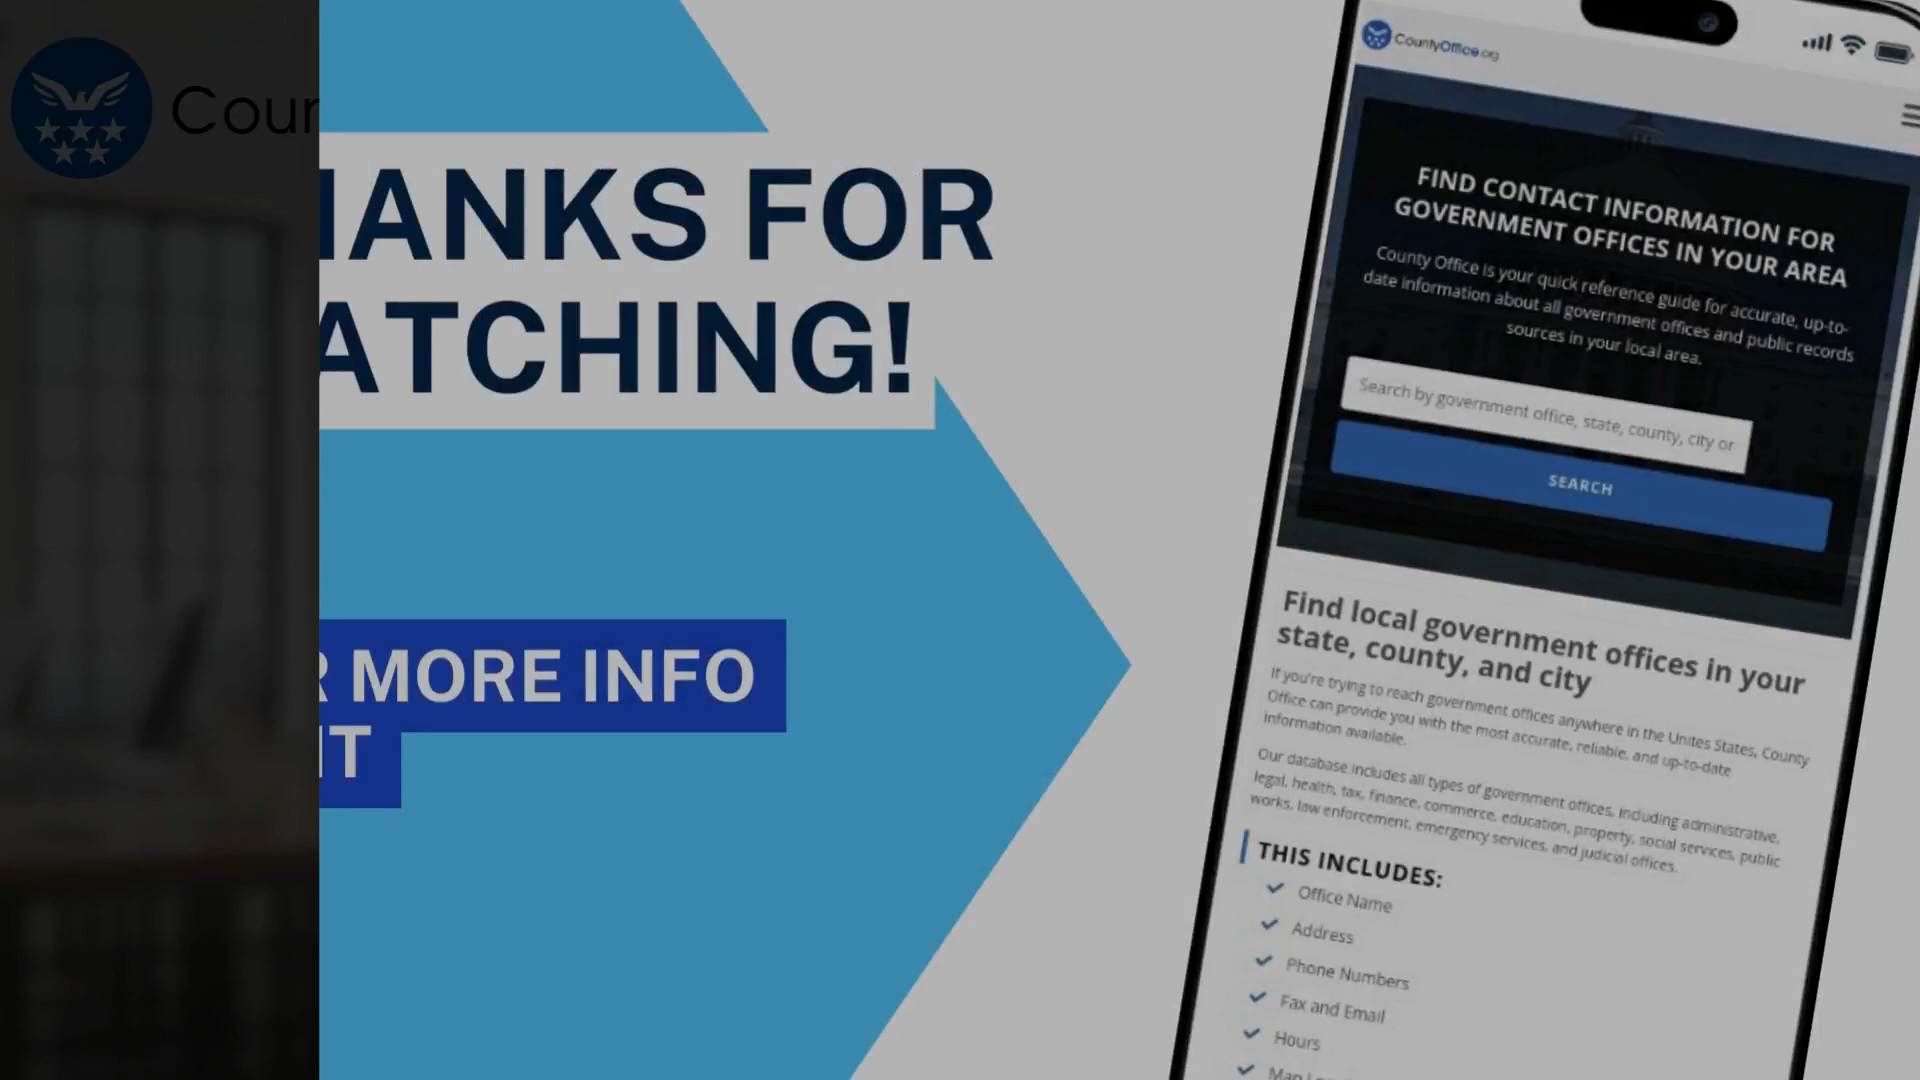 Coun
HANKS FOR
ATCHING!
R MORE INFO
IT
CountyOffice.org
FIND CONTACT INFORMATION FOR
GOVERNMENT OFFICES IN YOUR AREA
County Office is your quick reference guide for accurate, up-to-
date information about all government offices and public records
sources in your local area.
Search by government office, state, county, city or
SEARCH
Find local government offices in your
state, county, and city
If you're trying to reach government offices anywhere in the Unites States, County
Office can provide you with the most accurate, reliable, and up-to-date
information available.
Our database includes all types of government offices, including administrative,
legal, health, tax, finance, commerce, education, property, social services, public
works, law enforcement, emergency services, and judicial offices.
THIS INCLUDES:
Office Name
Address
Phone Numbers
Fax and Email
Hours